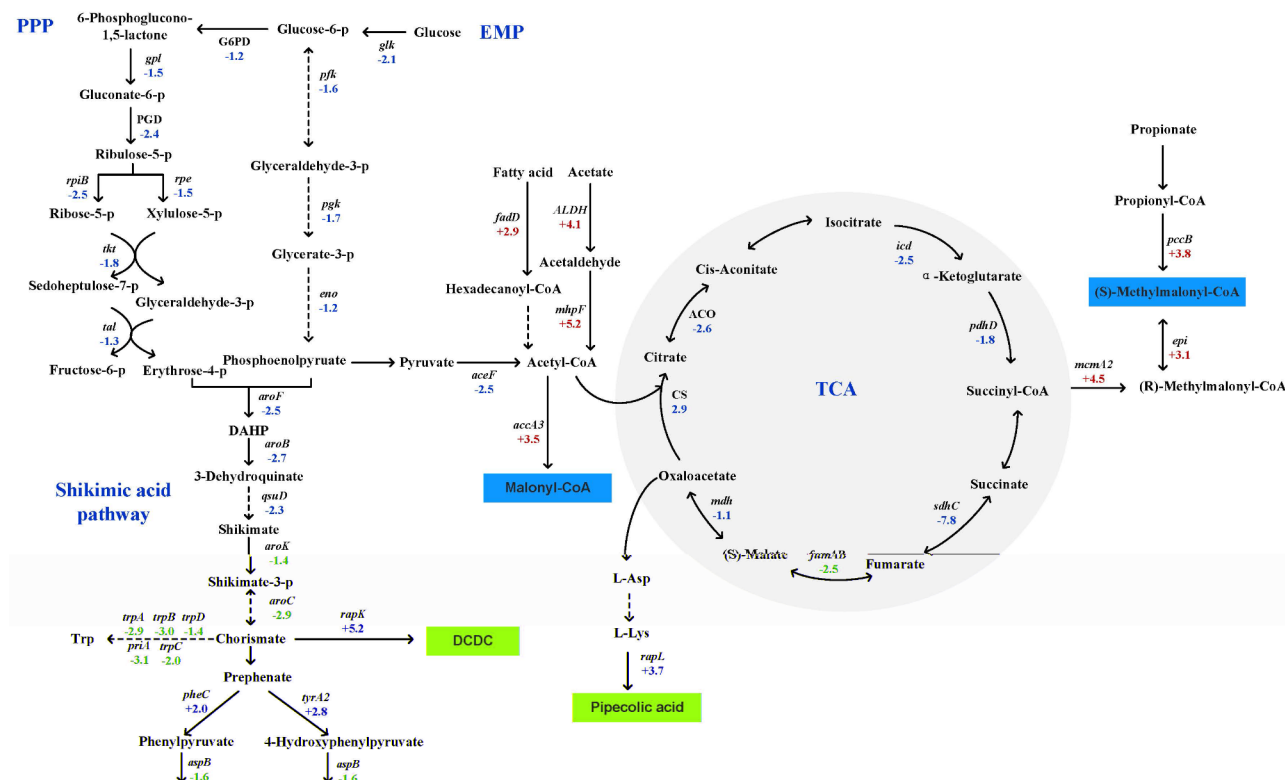 PPP
6-Phosphoglucono-
1,5-lactone
G6PD
-1.2
Glucose-6-p
glk
-2.1
Glucose
EMP
gpl
-1.5
Gluconate-6-p
PGD
-2.4
Ribulose-5-p
rpiB
-2.5
rpe
-1.5
Ribose-5-p
Xylulose-5-p
tkt
-1.8
Sedoheptulose-7-p
Glyceraldehyde-3-p
tal
-1.3
Fructose-6-p
Erythrose-4-p
pfk
-1.6
Glyceraldehyde-3-p
pgk
-1.7
Glycerate-3-p
eno
-1.2
Phosphoenolpyruate
Pyruvate
aceF
-2.5
Acetyl-CoA
Fatty acid
Acetate
fadD
+2.9
ALDH
+4.1
Acetaldehyde
Hexadecanoyl-CoA
mhpF
+5.2
accA3
+3.5
Malonyl-CoA
TCA
Isocitrate
icd
-2.5
α-Ketoglutarate
Cis-Aconitate
ACO
-2.6
Citrate
CS
2.9
Oxaloacetate
pdhD
-1.8
Succinyl-CoA
Succinate
sdhC
-7.8
Fumarate
fumAB
-2.5
(S)-Malate
mdh
-1.1
mcmA2
+4.5
(R)-Methylmalonyl-CoA
epi
+3.1
(S)-Methylmalonyl-CoA
pccB
+3.8
Propionyl-CoA
Propionate
aroF
-2.5
DAHP
aroB
-2.7
3-Dehydroquinate
Shikimic acid
pathway
qsuD
-2.3
Shikimate
aroK
-1.4
Shikimate-3-p
aroC
-2.9
Trp
trpA trpB trpD
-2.9 -3.0 -1.4
priA trpC
-3.1 -2.0
Chorismate
rapK
+5.2
DCDC
L-Asp
L-Lys
rapL
+3.7
Pipecolic acid
Prephenate
pheC
+2.0
tyrA2
+2.8
Phenylpyruvate
4-Hydroxyphenylpyruvate
aspB
-1.6
aspB
-1.6